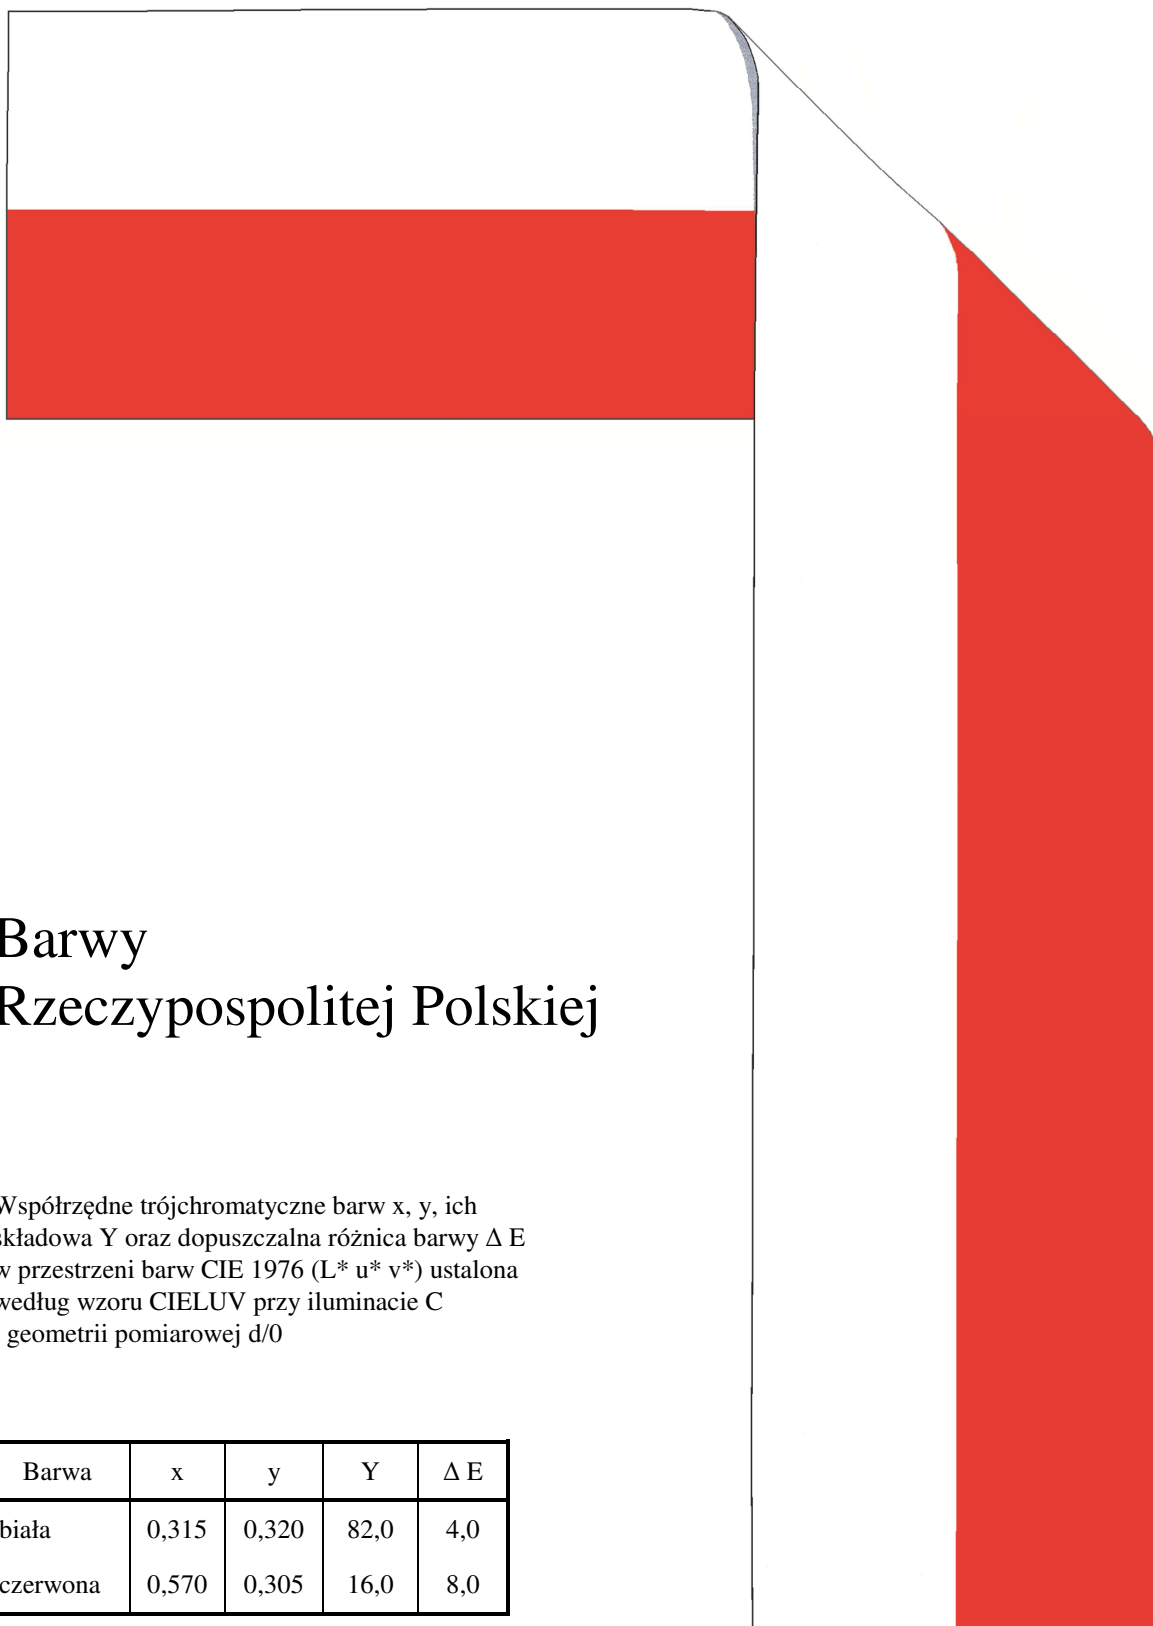 Barwy
Rzeczypospolitej Polskiej
Współrzędne trójchromatyczne barw x, y, ich
składowa Y oraz dopuszczalna różnica barwy Δ E
w przestrzeni barw CIE 1976 (L* u* v*) ustalona
według wzoru CIELUV przy iluminacie C
geometrii pomiarowej d/0
Barwa x y Y Δ E
biała 0,315 0,320 82,0 4,0
czerwona 0,570 0,305 16,0 8,0